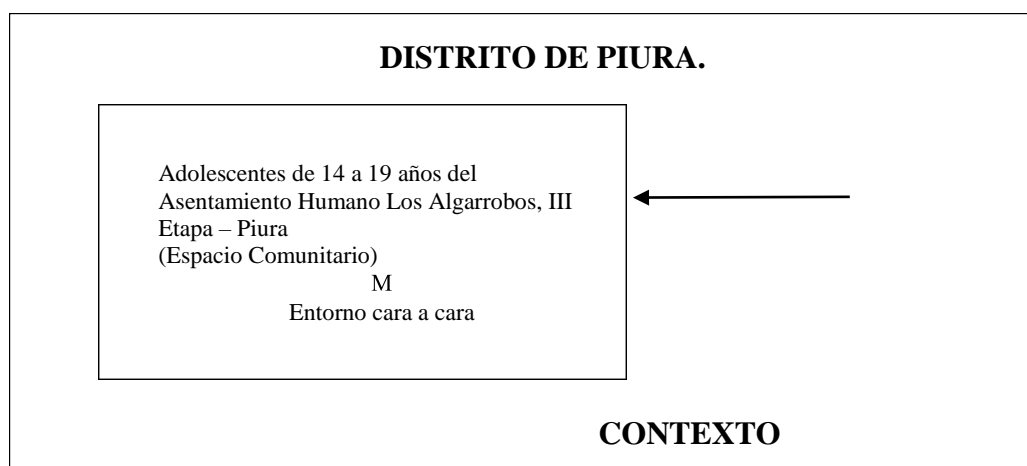 DISTRITO DE PIURA.
Adolescentes de 14 a 19 años del
Asentamiento Humano Los Algarrobos, III
Etapa – Piura
(Espacio Comunitario)
M
Entorno cara a cara
CONTEXTO